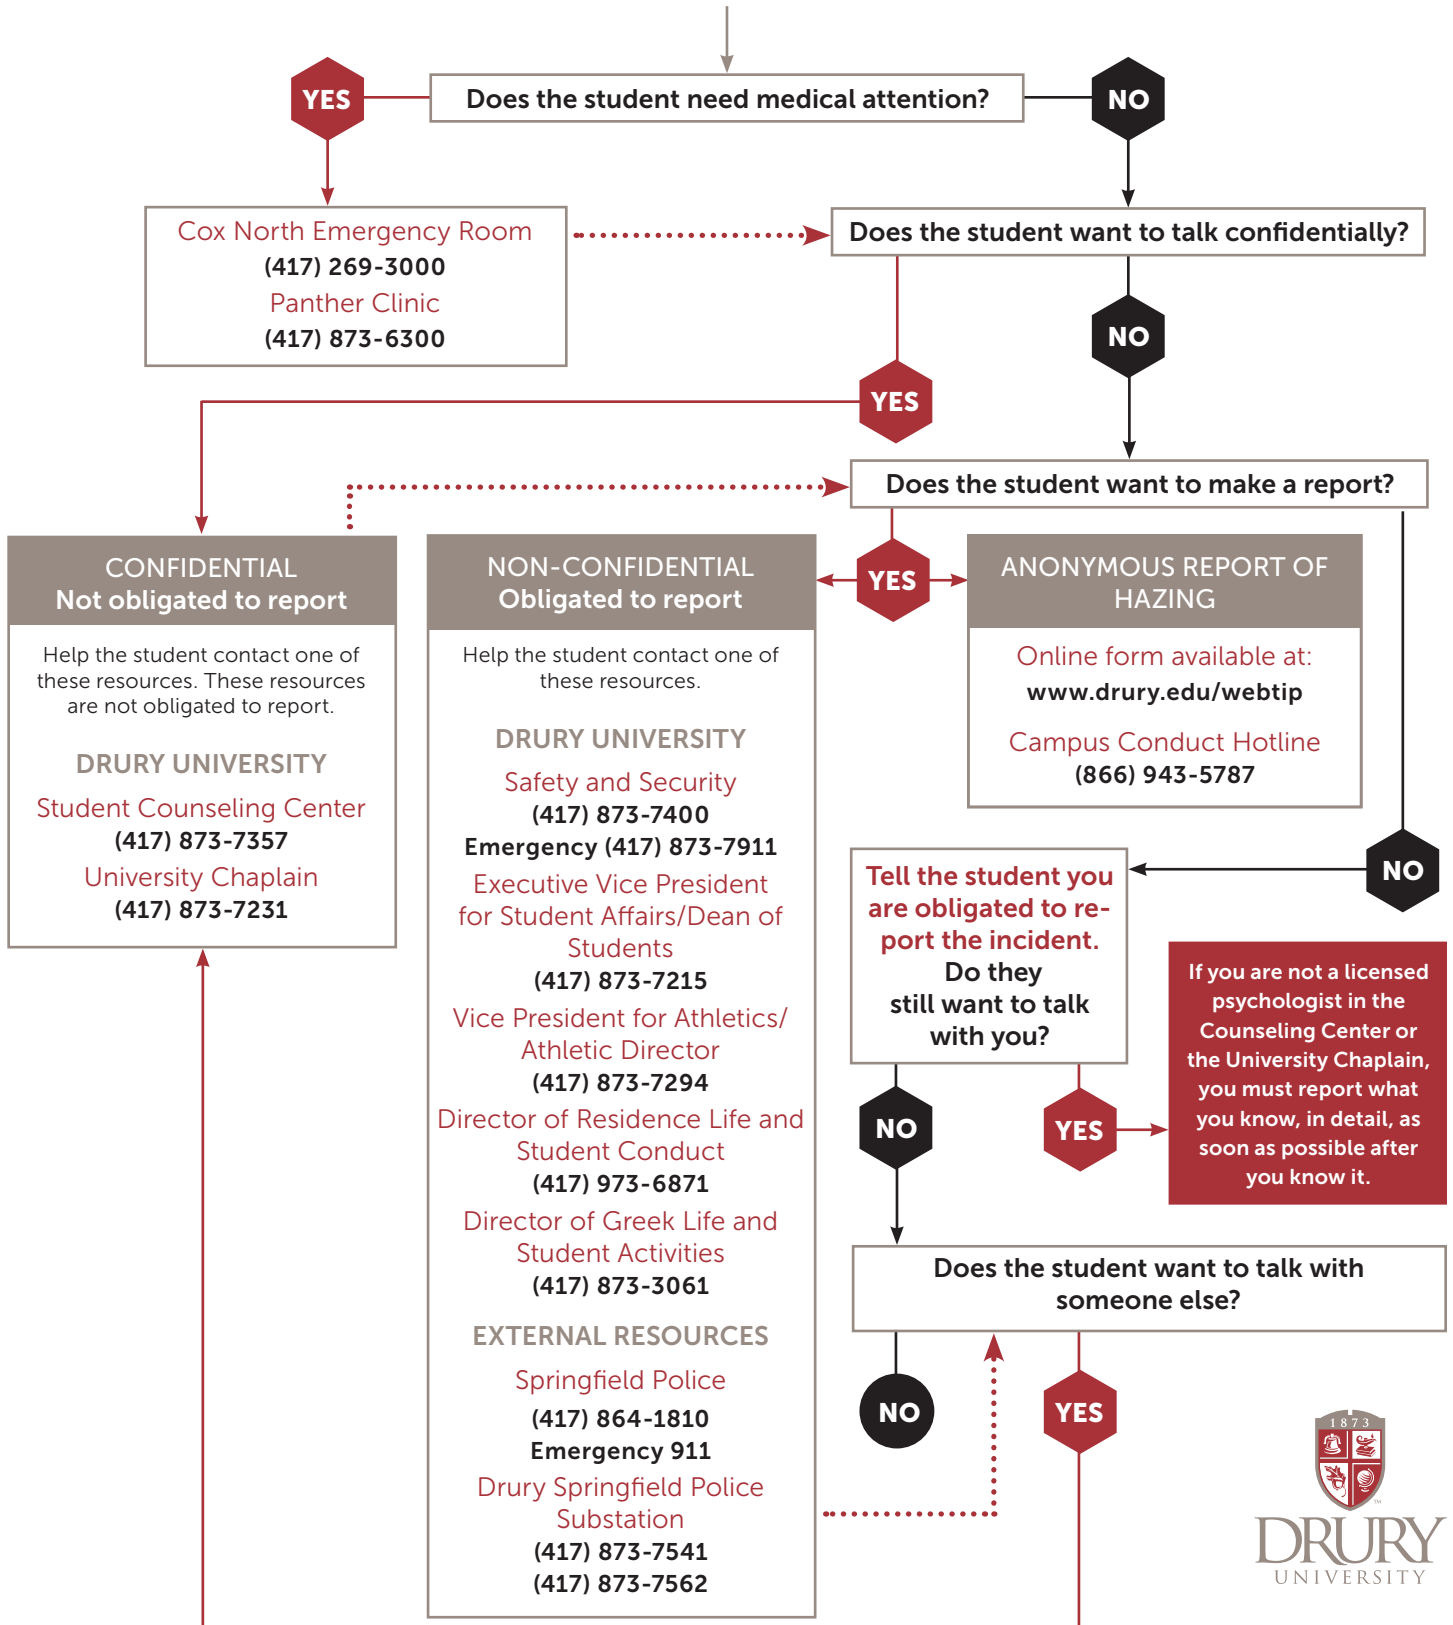 YES
Does the student need medical attention?
NO
Cox North Emergency Room
(417) 269-3000
Panther Clinic
(417) 873-6300
Does the student want to talk confidentially?
NO
YES
Does the student want to make a report?
CONFIDENTIAL
Not obligated to report
Help the student contact one of
these resources. These resources
are not obligated to report.
DRURY UNIVERSITY
Student Counseling Center
(417) 873-7357
University Chaplain
(417) 873-7231
NON-CONFIDENTIAL
Obligated to report
Help the student contact one of
these resources.
DRURY UNIVERSITY
Safety and Security
(417) 873-7400
Emergency (417) 873-7911
Executive Vice President
for Student Affairs/Dean of
Students
(417) 873-7215
Vice President for Athletics/
Athletic Director
(417) 873-7294
Director of Residence Life and
Student Conduct
(417) 973-6871
Director of Greek Life and
Student Activities
(417) 873-3061
EXTERNAL RESOURCES
Springfield Police
(417) 864-1810
Emergency 911
Drury Springfield Police
Substation
(417) 873-7541
(417) 873-7562
YES
ANONYMOUS REPORT OF
HAZING
Online form available at:
www.drury.edu/webtip
Campus Conduct Hotline
(866) 943-5787
NO
Tell the student you
are obligated to re-
port the incident.
Do they
still want to talk
with you?
NO
YES
If you are not a licensed
psychologist in the
Counseling Center or
the University Chaplain,
you must report what
you know, in detail, as
soon as possible after
you know it.
Does the student want to talk with
someone else?
NO
YES
1873
TM
DRURY
UNIVERSITY